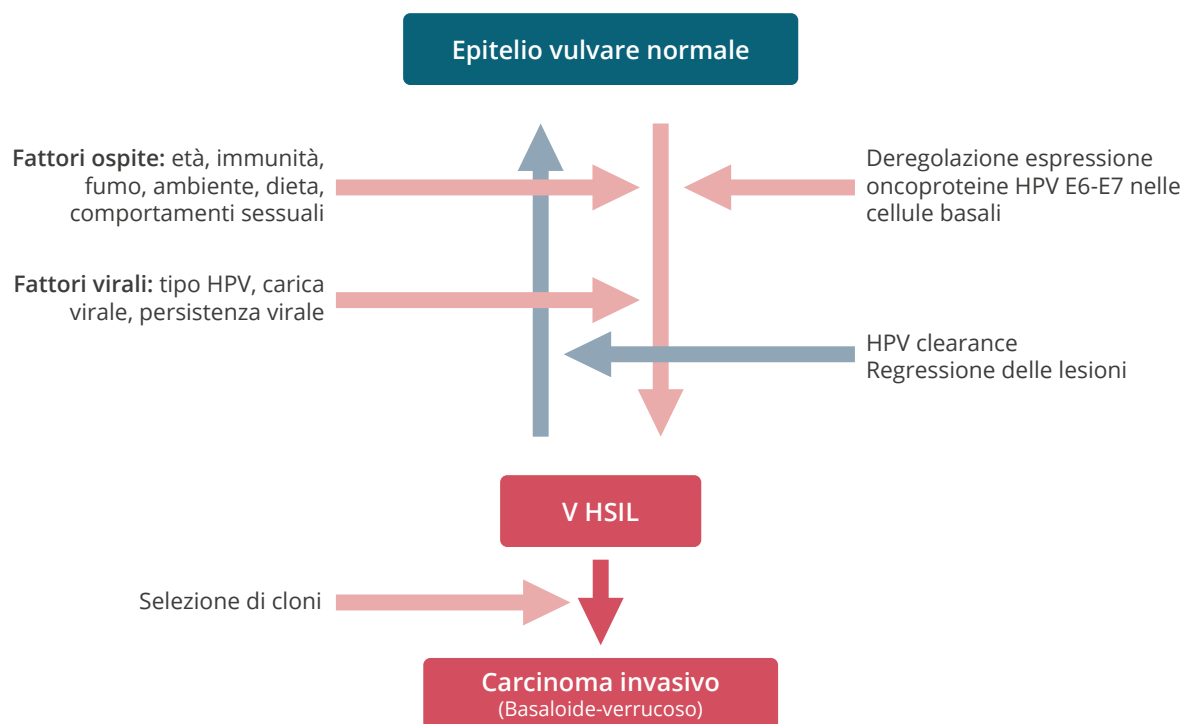 Epitelio vulvare normale
Fattori ospite: età, immunità,
fumo, ambiente, dieta,
comportamenti sessuali
Deregolazione espressione
oncoproteine HPV E6-E7 nelle
cellule basali
Fattori virali: tipo HPV, carica
virale, persistenza virale
HPV clearance
Regressione delle lesioni
V HSIL
Selezione di cloni
Carcinoma invasivo
(Basaloide-verrucoso)